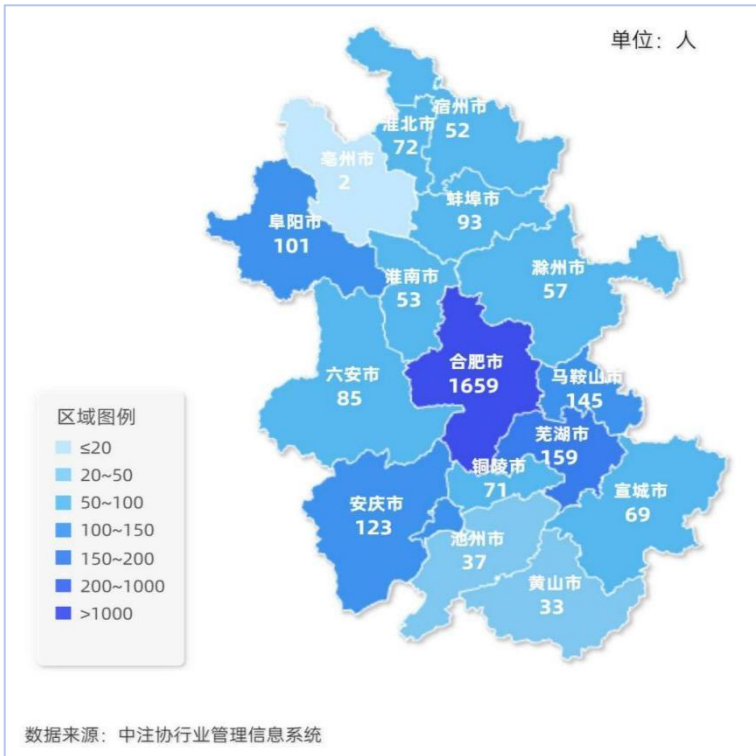 单位：人
宿州市
52
淮北市
72
亳州市
2
蚌埠市
93
阜阳市
101
淮南市
53
滁州市
57
合肥市
1659
六安市
85
马鞍山市
145
芜湖市
159
铜陵市
71
宣城市
69
安庆市
123
池州市
37
黄山市
33
区域图例
≤20
20~50
50~100
100~150
150~200
200~1000
>1000
数据来源：中注协行业管理信息系统